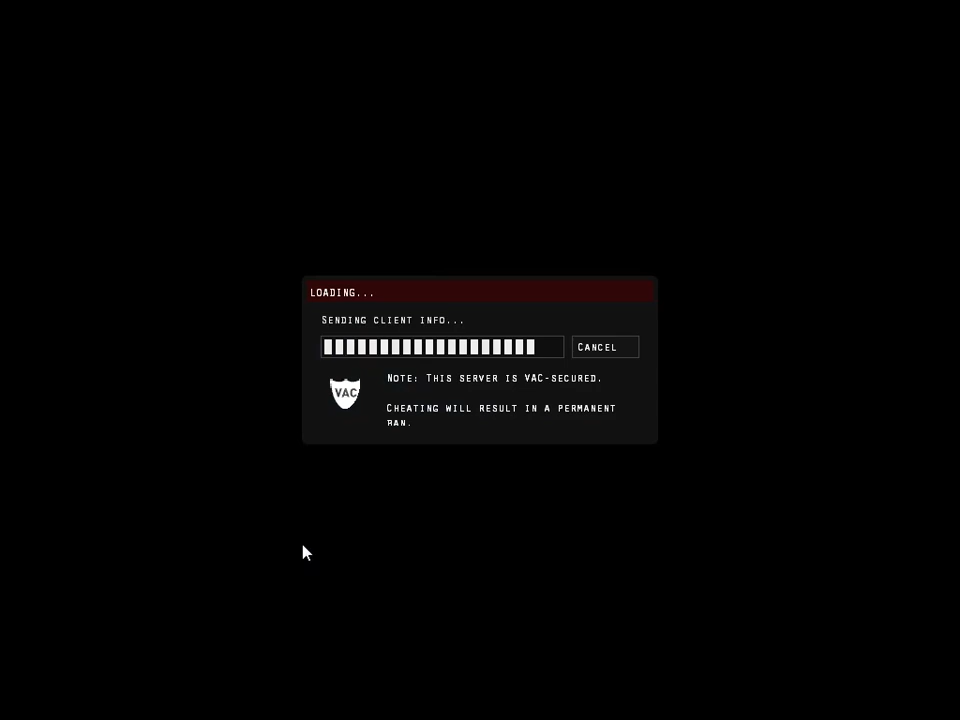 LOADING...
SENDING CLIENT INFO...
CANCEL
VAC
NOTE: THIS SERVER IS VAC-SECURED.
CHEATING WILL RESULT IN A PERMANENT
BAN.